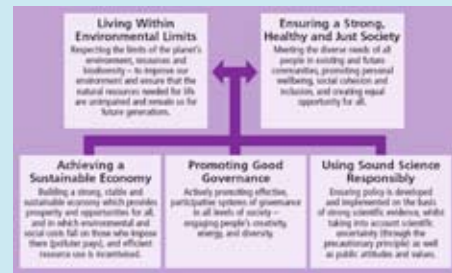 Living Within
Environmental Limits
Respecting the limits of the planet's
environment, resources and
biodiversity – to improve our
environment and ensure that the
natural resources needed for life
are unimpaired and remain so for
future generations.
Ensuring a Strong,
Healthy and Just Society
Meeting the diverse needs of all
people in existing and future
communities, promoting personal
wellbeing, social cohesion and
inclusion, and creating equal
opportunity for all.
Achieving a
Sustainable Economy
Building a strong, stable and
sustainable economy which provides
prosperity and opportunities for all,
and in which environmental and
social costs fall on those who impose
them (polluter pays), and efficient
resource use is incentivised.
Promoting Good
Governance
Actively promoting effective,
participative systems of governance
in all levels of society –
engaging people's creativity,
energy, and diversity.
Using Sound Science
Responsibly
Ensuring policy is developed
and implemented on the basis
of strong scientific evidence, whilst
taking into account scientific
uncertainty (through the
precautionary principle) as well
as public attitudes and values.